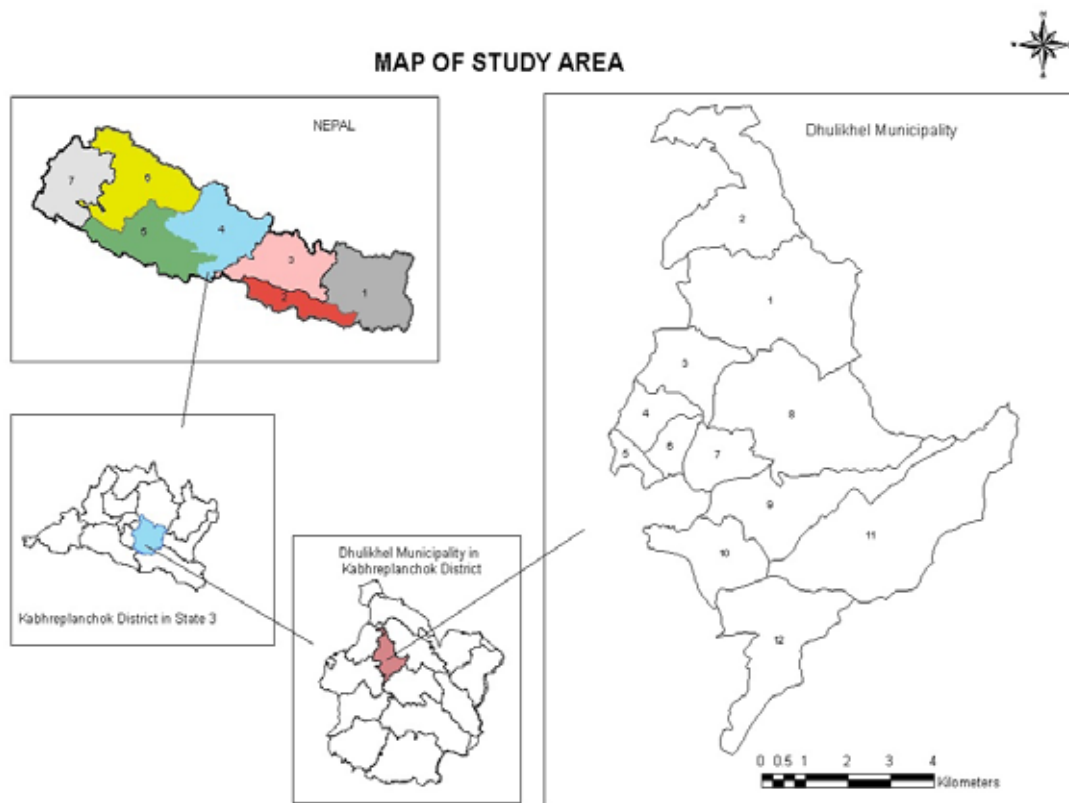 N
W
E
S
MAP OF STUDY AREA
NEPAL
7
6
5
4
3
2
1
Kabhreplanchok District in State 3
Dhulikhel Municipality in
Kabhreplanchok District
Dhulikhel Municipality
2
1
3
4
8
5
6
7
9
11
10
12
0 0.5 1 2 3 4
Kilometers